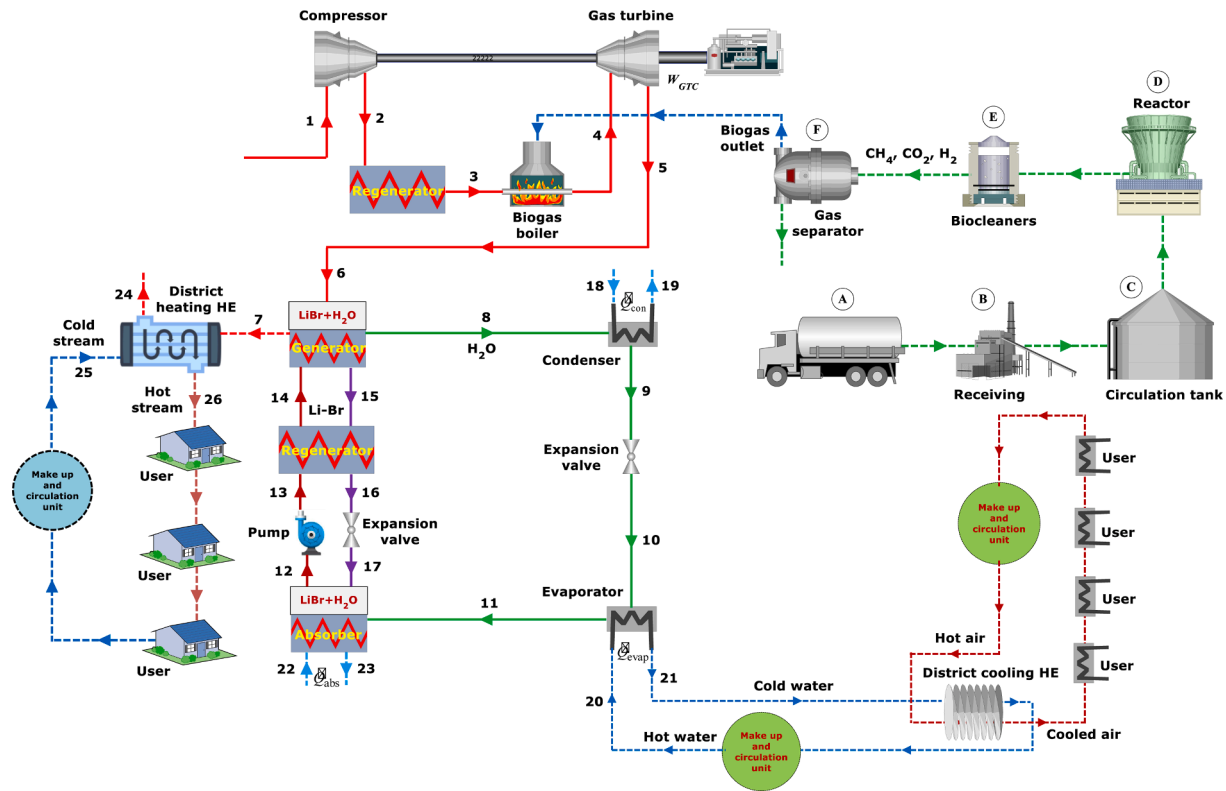 Compressor
Gas turbine
W_GTC
1
2
3
4
5
Regenerator
Biogas
boiler
Biogas
outlet
F
Gas
separator
CH4, CO2, H2
E
Biocleaners
D
Reactor
6
24
District
heating HE
Cold
stream
25
7
LiBr+H2O
Generator
8
H2O
18
19
Q_con
Condenser
A
B
Receiving
C
Circulation tank
Hot
stream
26
14
15
Li-Br
Regenerator
9
Expansion
valve
User
Make up
and
circulation
unit
User
User
13
16
Pump
Expansion
valve
12
17
10
LiBr+H2O
Absorber
11
Evaporator
22
23
Q_abs
Q_evap
20
21
Cold water
Hot water
Make up
and
circulation
unit
Make up
and
circulation
unit
User
User
User
User
Hot air
District cooling HE
Cooled air